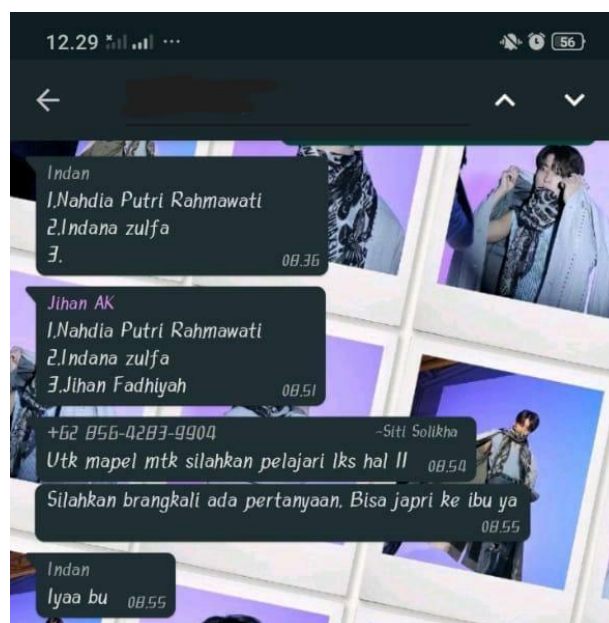 12.29 56
Indan
1.Nahdia Putri Rahmawati
2.Indana zulfa
3. 08.36
Jihan AK
1.Nahdia Putri Rahmawati
2.Indana zulfa
3.Jihan Fadhiyah 08.51
+62 856-4283-9904 ~Siti Solikha
Utk mapel mtk silahkan pelajari lks hal 11 08.54
Silahkan brangkali ada pertanyaan, Bisa japri ke ibu ya
08.55
Indan
Iyaa bu 08.55